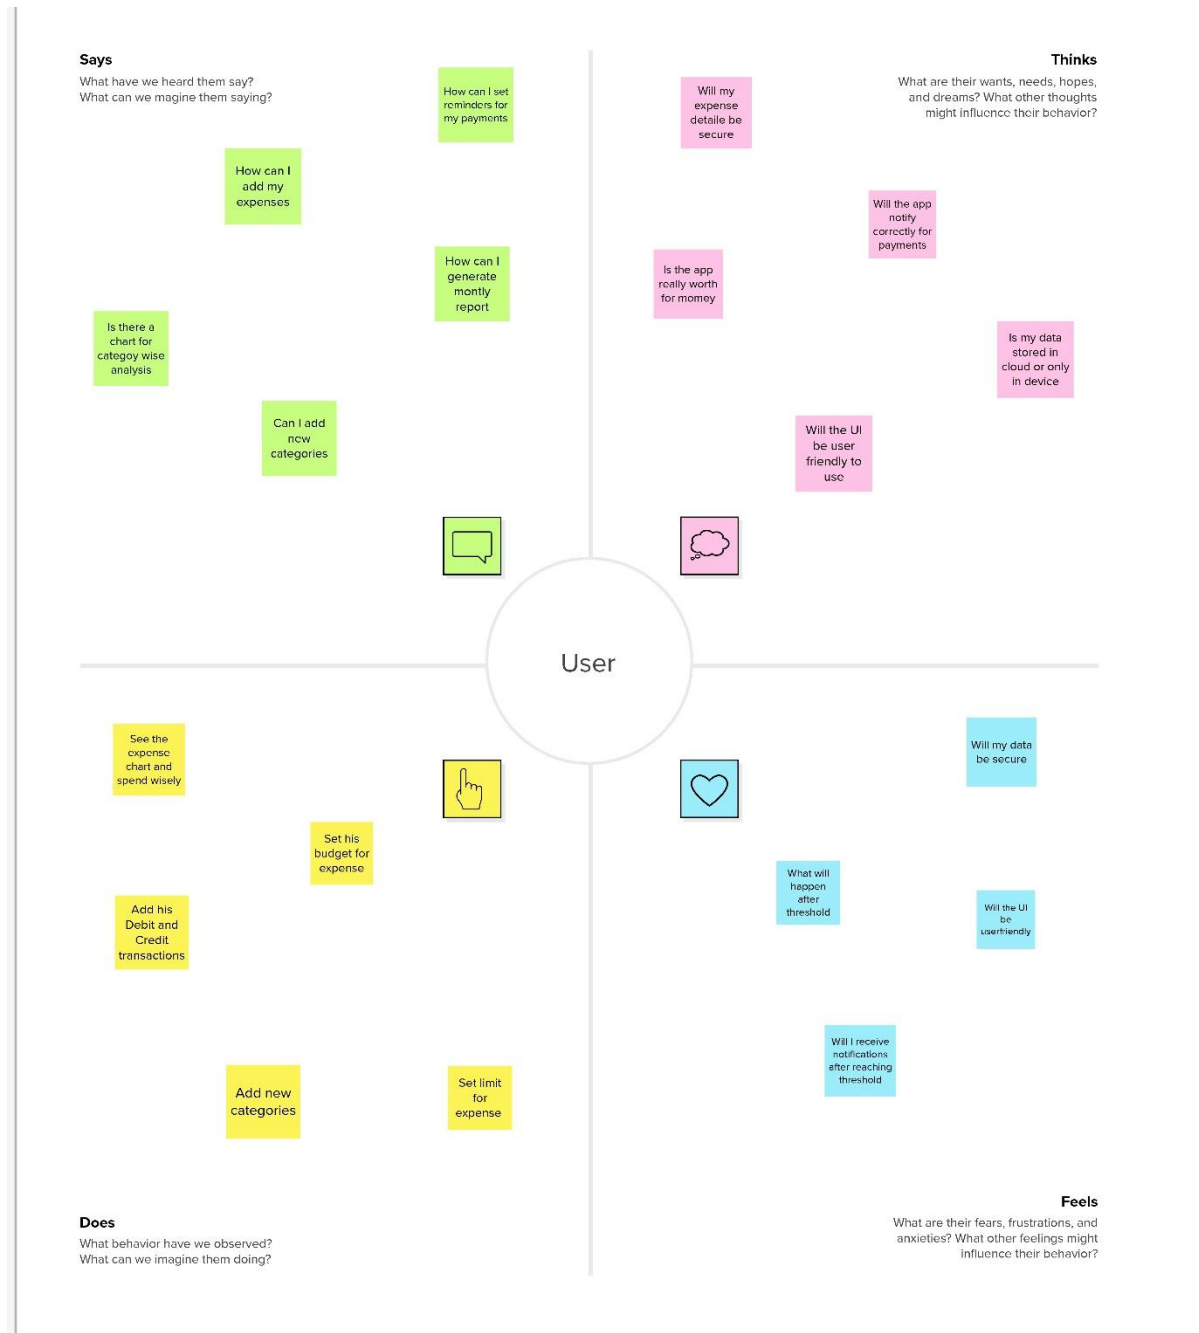 Says
What have we heard them say?
What can we magine them saying?
How can I set
reminders for
my payments
How can I
add my
expenses
How can I
generate
montly
report
Is there a
chart for
categoy wise
analysis
Can I add
new
categories
Thinks
What are their wants, needs, hopes,
and dreams? What other thoughts
might influence their behavior?
Will my
expense
detaile be
secure
Will the app
notify
correctly for
payments
Is the app
really worth
for momey
Is my data
stored in
cloud or only
in device
Will the UI
be user
friendly to
use
User
See the
expense
chart and
spend wisely
Set his
budget for
expense
Add his
Debit and
Credit
transactions
Add new
categories
Set limit
for
expense
Does
What behavior have we observed?
What can we imagine them doing?
Will my data
be secure
What will
happen
after
threshold
Will the UI
be
userfriendly
Will I receive
notifications
after reaching
threshold
Feels
What are their fears, frustrations, and
anxieties? What other feelings might
influence their behavior?